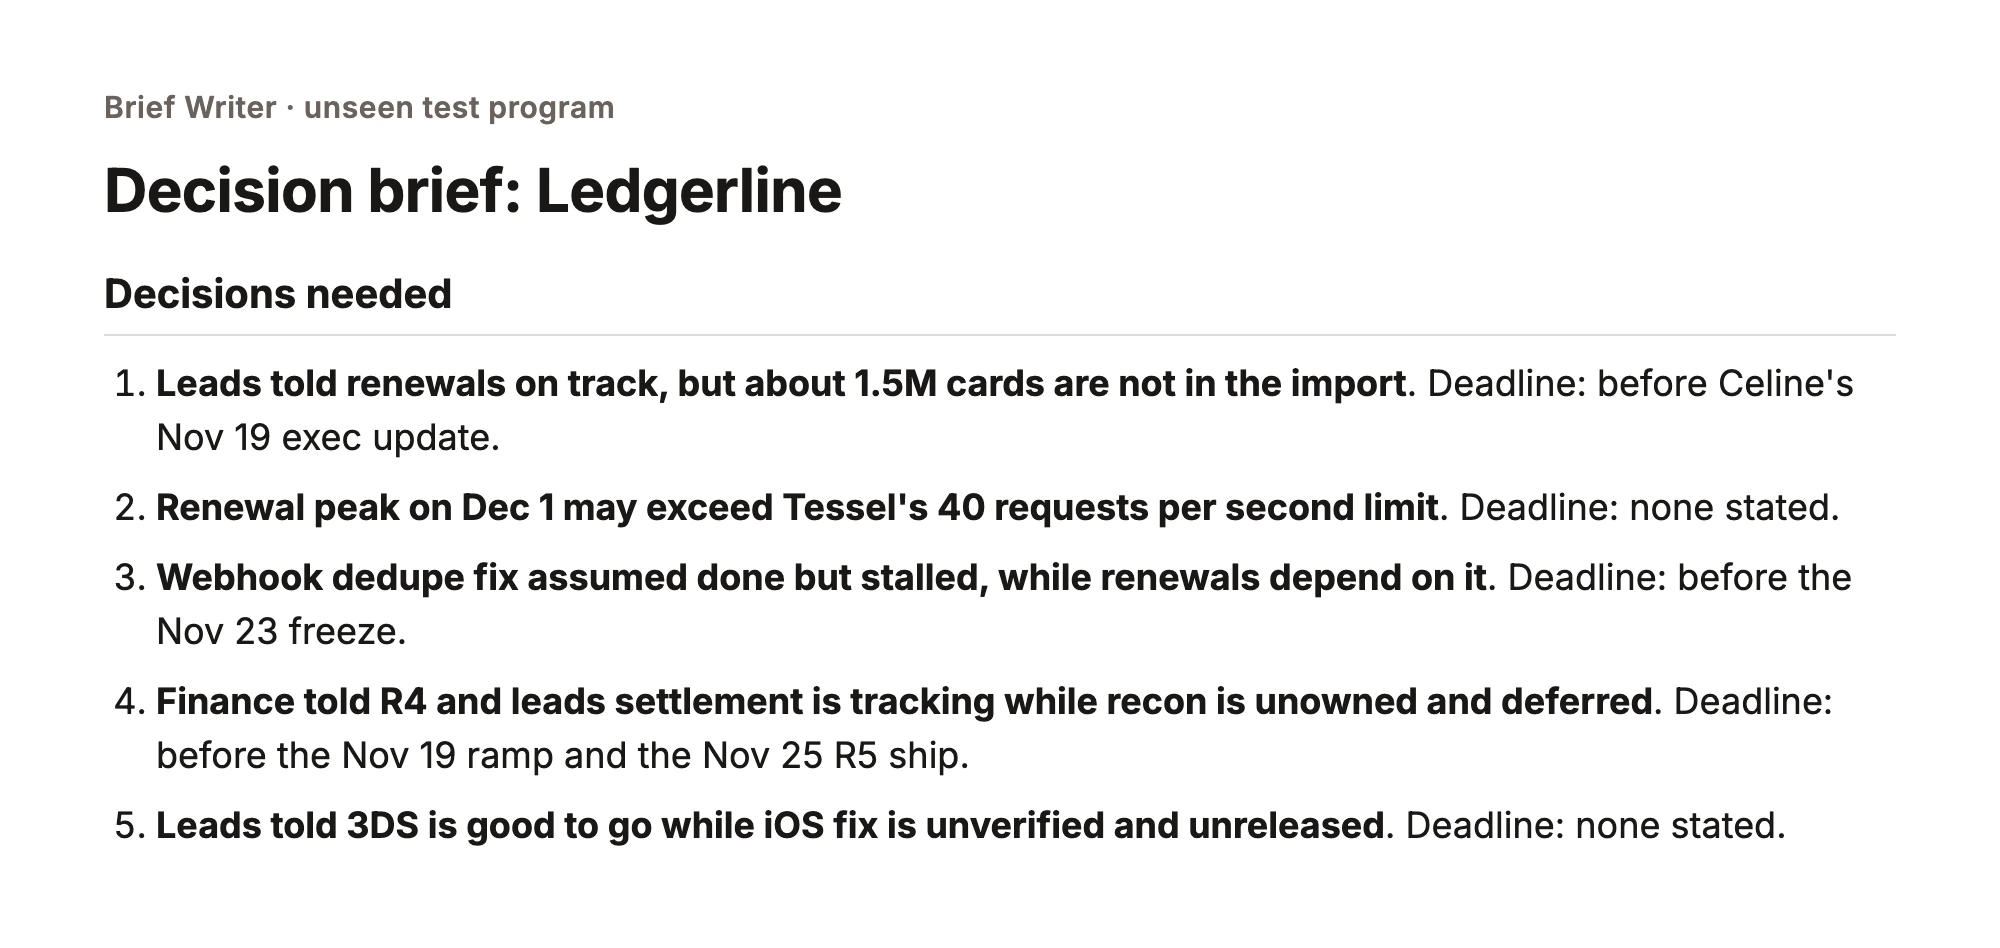 Brief Writer · unseen test program
Decision brief: Ledgerline
Decisions needed
1. Leads told renewals on track, but about 1.5M cards are not in the import. Deadline: before Celine's
Nov 19 exec update.
2. Renewal peak on Dec 1 may exceed Tessel's 40 requests per second limit. Deadline: none stated.
3. Webhook dedupe fix assumed done but stalled, while renewals depend on it. Deadline: before the
Nov 23 freeze.
4. Finance told R4 and leads settlement is tracking while recon is unowned and deferred. Deadline:
before the Nov 19 ramp and the Nov 25 R5 ship.
5. Leads told 3DS is good to go while iOS fix is unverified and unreleased. Deadline: none stated.